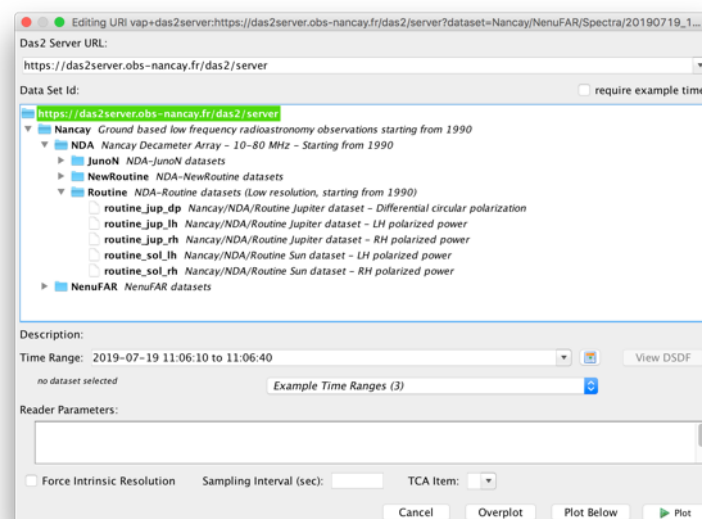 Editing URI vap+das2server:https://das2server.obs-nancay.fr/das2/server?dataset=Nancay/NenuFAR/Spectra/20190719_1...
Das2 Server URL:
https://das2server.obs-nancay.fr/das2/server
Data Set Id:
require example time
https://das2server.obs-nancay.fr/das2/server
Nancay Ground based low frequency radioastronomy observations starting from 1990
NDA Nancay Decameter Array – 10–80 MHz – Starting from 1990
JunoN NDA-JunoN datasets
NewRoutine NDA-NewRoutine datasets
Routine NDA-Routine datasets (Low resolution, starting from 1990)
routine_jup_dp Nancay/NDA/Routine Jupiter dataset – Differential circular polarization
routine_jup_lh Nancay/NDA/Routine Jupiter dataset – LH polarized power
routine_jup_rh Nancay/NDA/Routine Jupiter dataset – RH polarized power
routine_sol_lh Nancay/NDA/Routine Sun dataset – LH polarized power
routine_sol_rh Nancay/NDA/Routine Sun dataset – RH polarized power
NenuFAR NenuFAR datasets
Description:
Time Range: 2019-07-19 11:06:10 to 11:06:40
View DSDF
no dataset selected
Example Time Ranges (3)
Reader Parameters:
Force Intrinsic Resolution Sampling Interval (sec): TCA Item:
Cancel Overplot Plot Below Plot